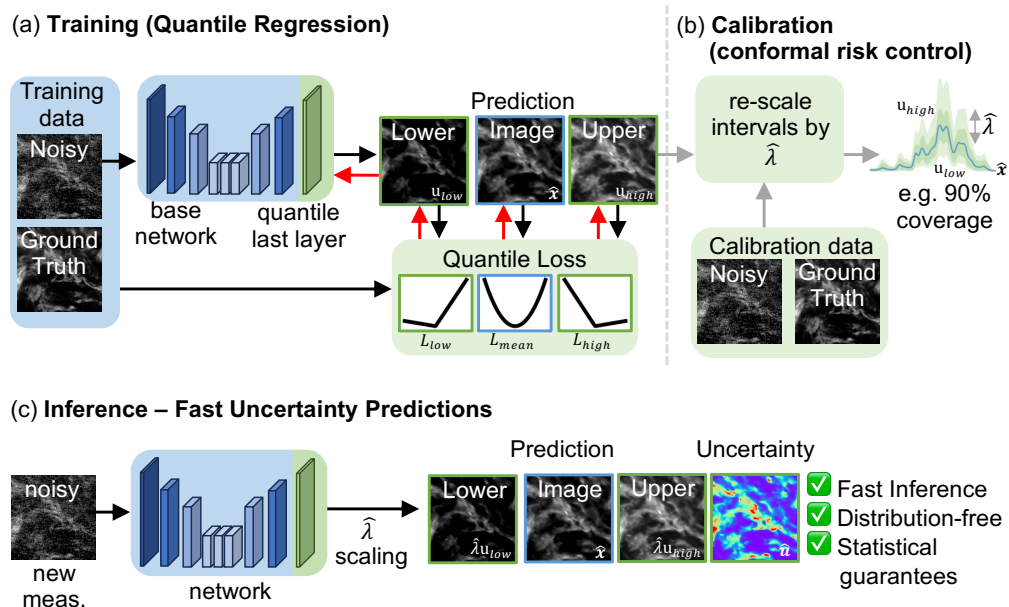 (a) Training (Quantile Regression)
Training
data
Noisy
Ground
Truth
base
network
quantile
last layer
Prediction
Lower
u_low
Image
x̂
Upper
u_high
Quantile Loss
L_low
L_mean
L_high
(b) Calibration
(conformal risk control)
re-scale
intervals by
λ̂
u_high
λ̂
u_low
x̂
e.g. 90%
coverage
Calibration data
Noisy
Ground
Truth
(c) Inference – Fast Uncertainty Predictions
noisy
new
meas.
network
λ̂
scaling
Prediction
Uncertainty
Lower
λ̂u_low
Image
x̂
Upper
λ̂u_high
û
✅ Fast Inference
✅ Distribution-free
✅ Statistical
guarantees